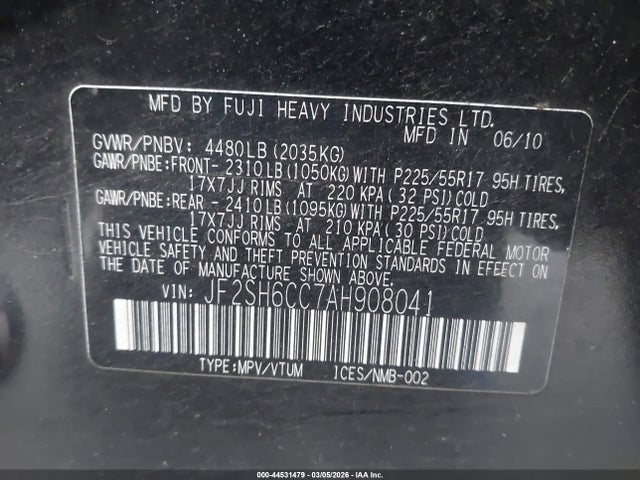 MFD BY FUJI HEAVY INDUSTRIES LTD.
MFD IN 06/10
GVWR/PNBV: 4480LB(2035KG)
GAWR/PNBE:FRONT- 2310LB(1050KG)WITH P225/55R17 95H TIRES,
17X7JJ RIMS AT 220 KPA(32 PSI)COLD
GAWR/PNBE:REAR - 2410LB(1095KG)WITH P225/55R17 95H TIRES,
17X7JJ RIMS AT 210 KPA(30 PSI)COLD
THIS VEHICLE CONFORMS TO ALL APPLICABLE FEDERAL MOTOR
VEHICLE SAFETY AND THEFT PREVENTION STANDARDS IN EFFECT ON
THE DATE OF MANUFACTURE SHOWN ABOVE.
VIN: JF2SH6CC7AH908041
TYPE:MPV/VTUM ICES/NMB-002
000-44531479 - 03/05/2026 - IAA Inc.